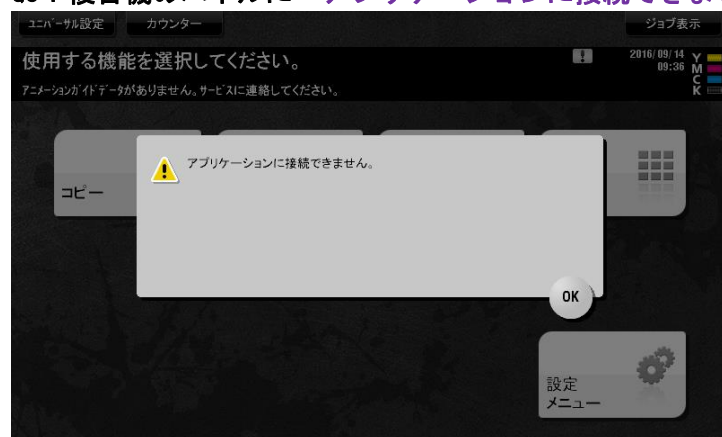 ユニバーサル設定
カウンター
ジョブ表示
使用する機能を選択してください。
2016/09/14
09:36
Y
M
C
K
アニメーションガイドデータがありません。サービスに連絡してください。
アプリケーションに接続できません。
コピー
OK
設定
メニュー